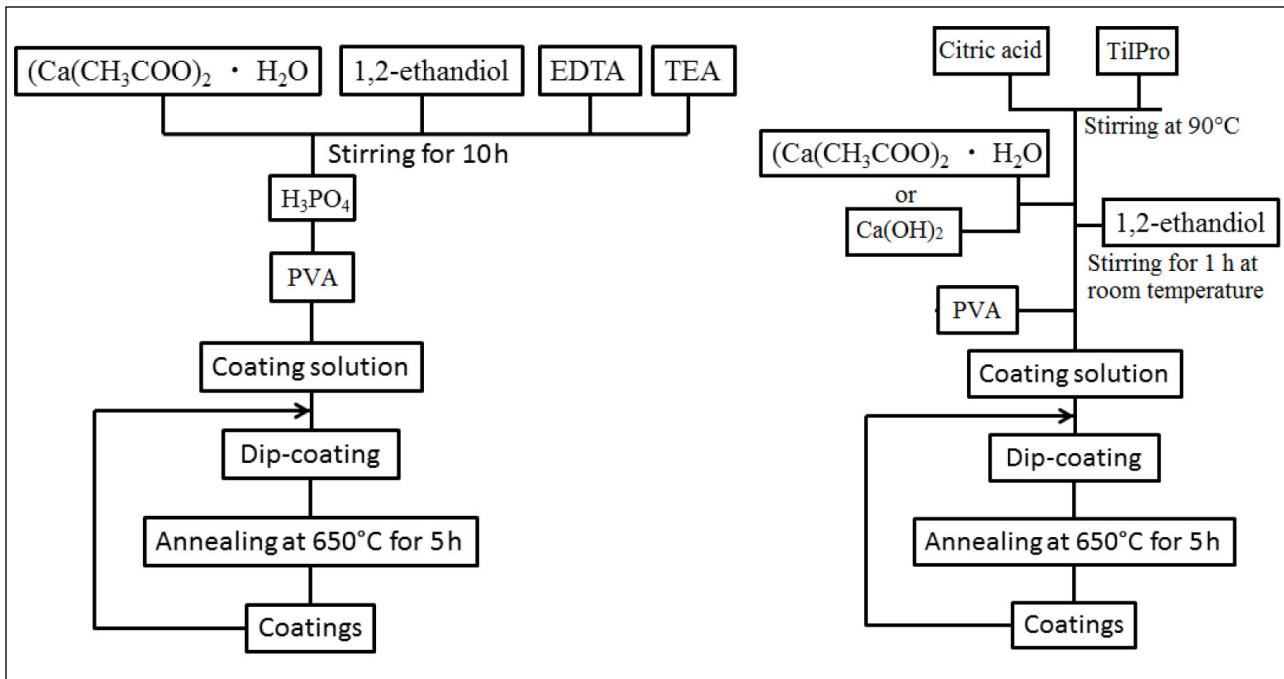 (Ca(CH₃COO)₂ · H₂O
1,2-ethandiol
EDTA
TEA
Stirring for 10h
H₃PO₄
PVA
Coating solution
Dip-coating
Annealing at 650°C for 5h
Coatings
Citric acid
TiIPro
Stirring at 90°C
(Ca(CH₃COO)₂ · H₂O
or
Ca(OH)₂
1,2-ethandiol
Stirring for 1 h at
room temperature
PVA
Coating solution
Dip-coating
Annealing at 650°C for 5h
Coatings